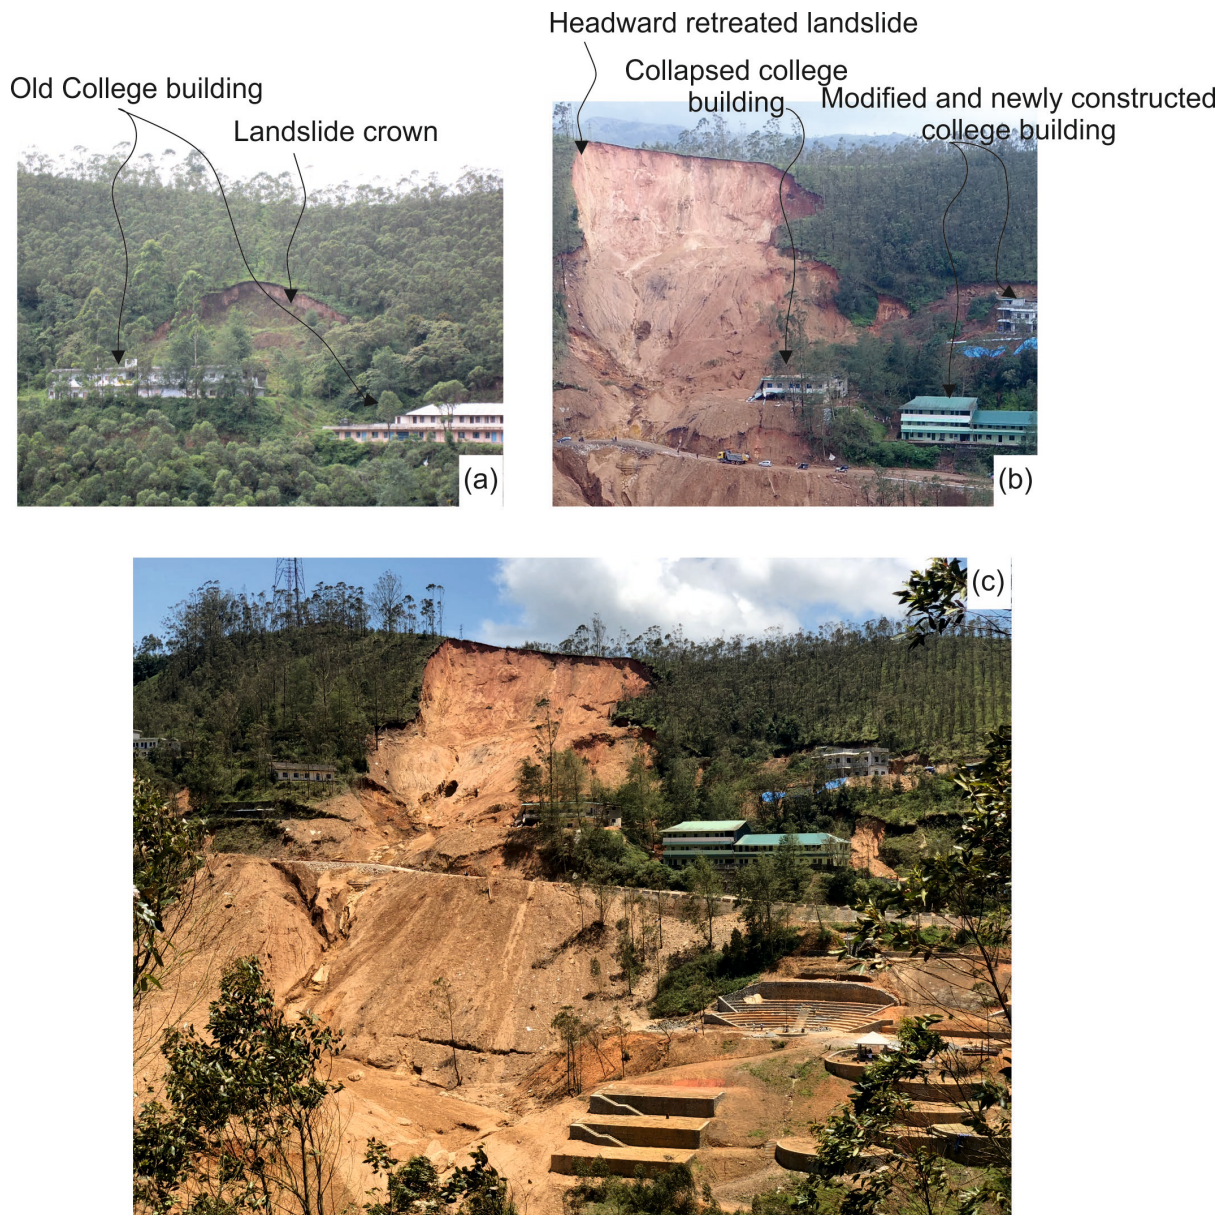 Old College building
Landslide crown
(a)
Headward retreated landslide
Collapsed college
building
Modified and newly constructed
college building
(b)
(c)